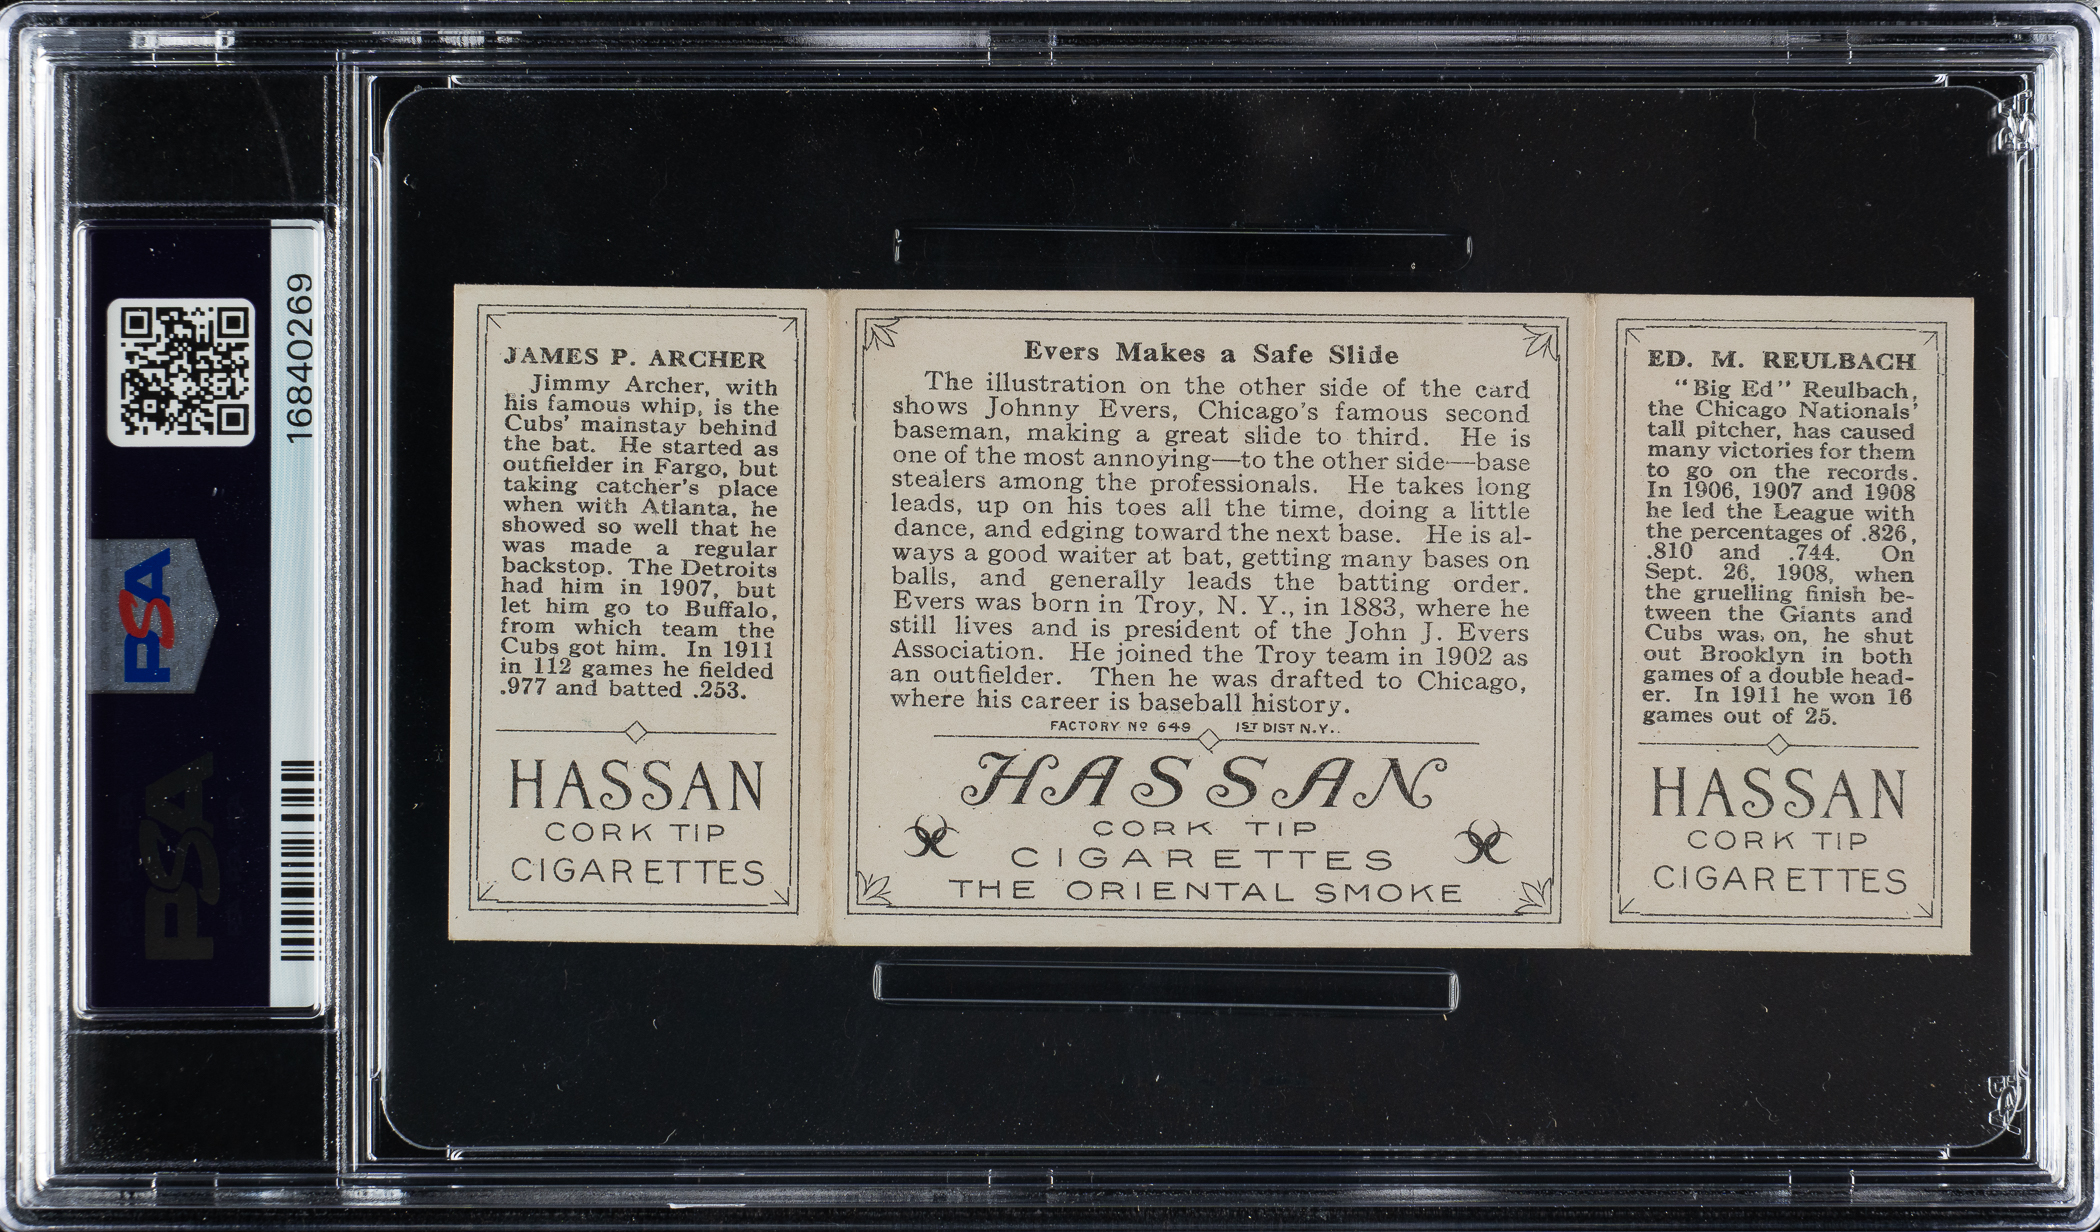 16840269
PSA
PSA
JAMES P. ARCHER
Jimmy Archer, with
his famous whip, is the
Cubs' mainstay behind
the bat. He started as
outfielder in Fargo, but
taking catcher's place
when with Atlanta, he
showed so well that he
was made a regular
backstop. The Detroits
had him in 1907, but
let him go to Buffalo,
from which team the
Cubs got him. In 1911
in 112 games he fielded
.977 and batted .253.
HASSAN
CORK TIP
CIGARETTES
Evers Makes a Safe Slide
The illustration on the other side of the card
shows Johnny Evers, Chicago's famous second
baseman, making a great slide to third. He is
one of the most annoying—to the other side—base
stealers among the professionals. He takes long
leads, up on his toes all the time, doing a little
dance, and edging toward the next base. He is al-
ways a good waiter at bat, getting many bases on
balls, and generally leads the batting order.
Evers was born in Troy, N. Y., in 1883, where he
still lives and is president of the John J. Evers
Association. He joined the Troy team in 1902 as
an outfielder. Then he was drafted to Chicago,
where his career is baseball history.
FACTORY Nº 649 1ST DIST N.Y..
HASSAN
CORK TIP
CIGARETTES
THE ORIENTAL SMOKE
ED. M. REULBACH
"Big Ed" Reulbach,
the Chicago Nationals'
tall pitcher, has caused
many victories for them
to go on the records.
In 1906, 1907 and 1908
he led the League with
the percentages of .826,
.810 and .744. On
Sept. 26, 1908, when
the gruelling finish be-
tween the Giants and
Cubs was on, he shut
out Brooklyn in both
games of a double head-
er. In 1911 he won 16
games out of 25.
HASSAN
CORK TIP
CIGARETTES